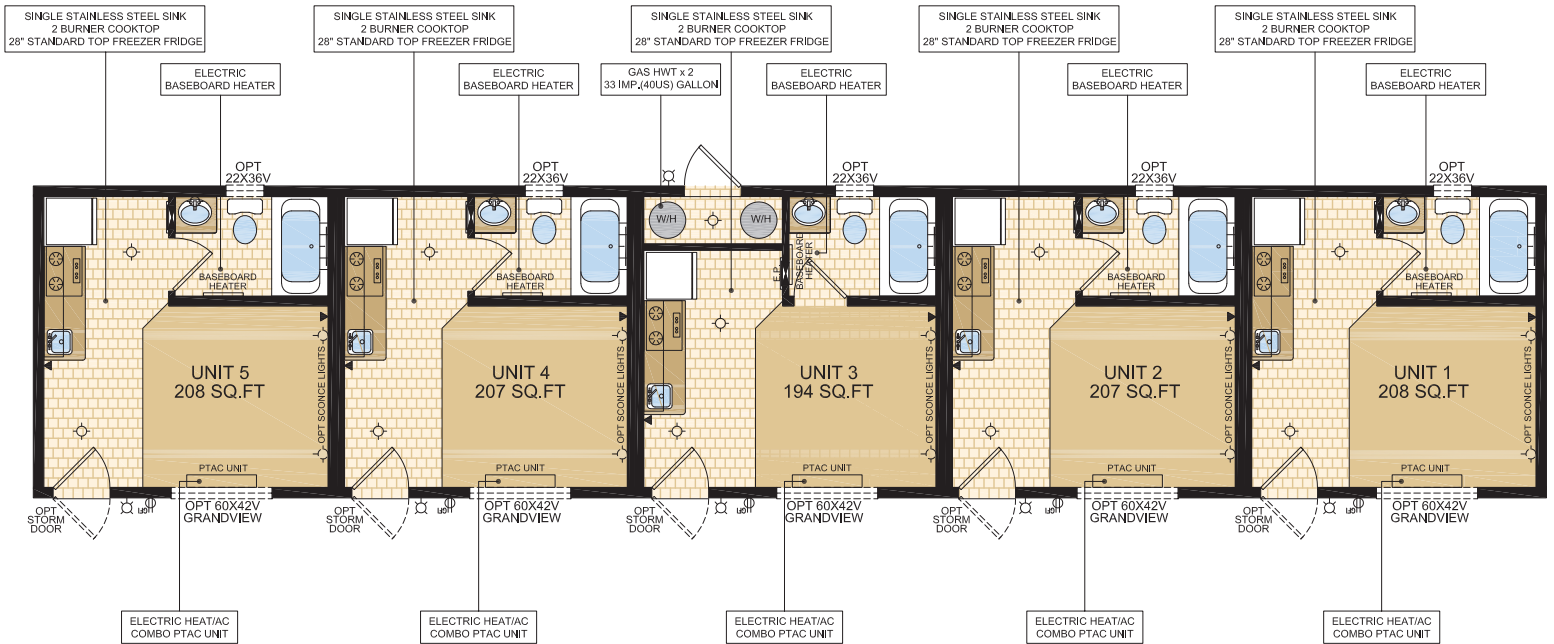 SINGLE STAINLESS STEEL SINK
2 BURNER COOKTOP
28" STANDARD TOP FREEZER FRIDGE
SINGLE STAINLESS STEEL SINK
2 BURNER COOKTOP
28" STANDARD TOP FREEZER FRIDGE
SINGLE STAINLESS STEEL SINK
2 BURNER COOKTOP
28" STANDARD TOP FREEZER FRIDGE
SINGLE STAINLESS STEEL SINK
2 BURNER COOKTOP
28" STANDARD TOP FREEZER FRIDGE
SINGLE STAINLESS STEEL SINK
2 BURNER COOKTOP
28" STANDARD TOP FREEZER FRIDGE
ELECTRIC
BASEBOARD HEATER
ELECTRIC
BASEBOARD HEATER
GAS HWT x 2
33 IMP.(40US) GALLON
ELECTRIC
BASEBOARD HEATER
ELECTRIC
BASEBOARD HEATER
ELECTRIC
BASEBOARD HEATER
OPT
22X36V
OPT
22X36V
OPT
22X36V
OPT
22X36V
OPT
22X36V
W/H
W/H
BASEBOARD
HEATER
BASEBOARD
HEATER
E.P.
BASEBOARD
HEATER
BASEBOARD
HEATER
BASEBOARD
HEATER
UNIT 5
208 SQ.FT
OPT SCONCE LIGHTS
UNIT 4
207 SQ.FT
OPT SCONCE LIGHTS
UNIT 3
194 SQ.FT
OPT SCONCE LIGHTS
UNIT 2
207 SQ.FT
OPT SCONCE LIGHTS
UNIT 1
208 SQ.FT
OPT SCONCE LIGHTS
PTAC UNIT
PTAC UNIT
PTAC UNIT
PTAC UNIT
PTAC UNIT
OPT
STORM
DOOR
GFI
OPT 60X42V
GRANDVIEW
OPT
STORM
DOOR
GFI
OPT 60X42V
GRANDVIEW
OPT
STORM
DOOR
GFI
OPT 60X42V
GRANDVIEW
OPT
STORM
DOOR
GFI
OPT 60X42V
GRANDVIEW
OPT
STORM
DOOR
GFI
OPT 60X42V
GRANDVIEW
ELECTRIC HEAT/AC
COMBO PTAC UNIT
ELECTRIC HEAT/AC
COMBO PTAC UNIT
ELECTRIC HEAT/AC
COMBO PTAC UNIT
ELECTRIC HEAT/AC
COMBO PTAC UNIT
ELECTRIC HEAT/AC
COMBO PTAC UNIT